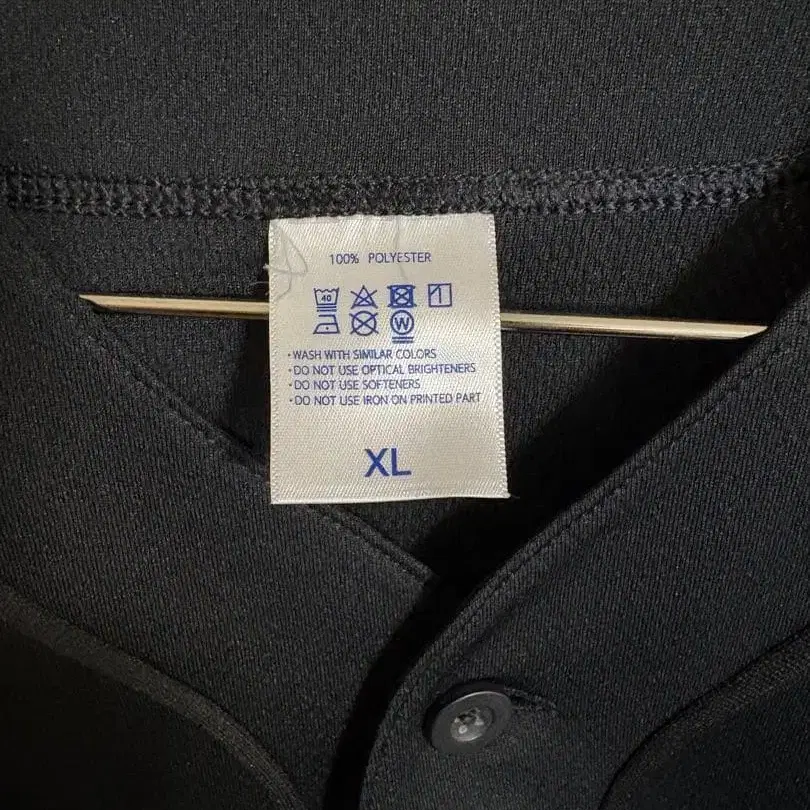 100% POLYESTER
40
W
· WASH WITH SIMILAR COLORS
· DO NOT USE OPTICAL BRIGHTENERS
· DO NOT USE SOFTENERS
· DO NOT USE IRON ON PRINTED PART
XL